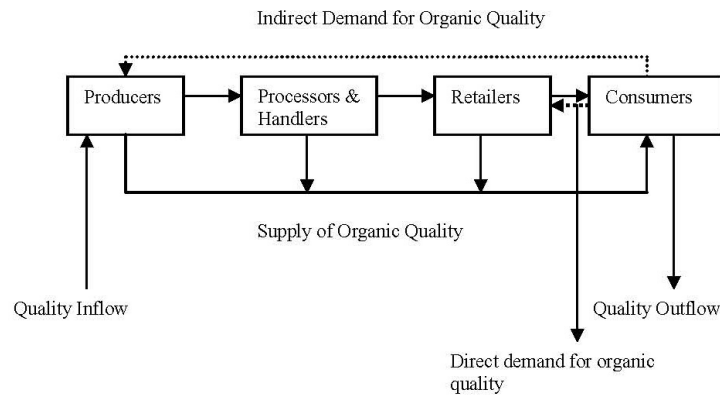 Indirect Demand for Organic Quality
Producers
Processors &
Handlers
Retailers
Consumers
Supply of Organic Quality
Quality Inflow
Quality Outflow
Direct demand for organic
quality